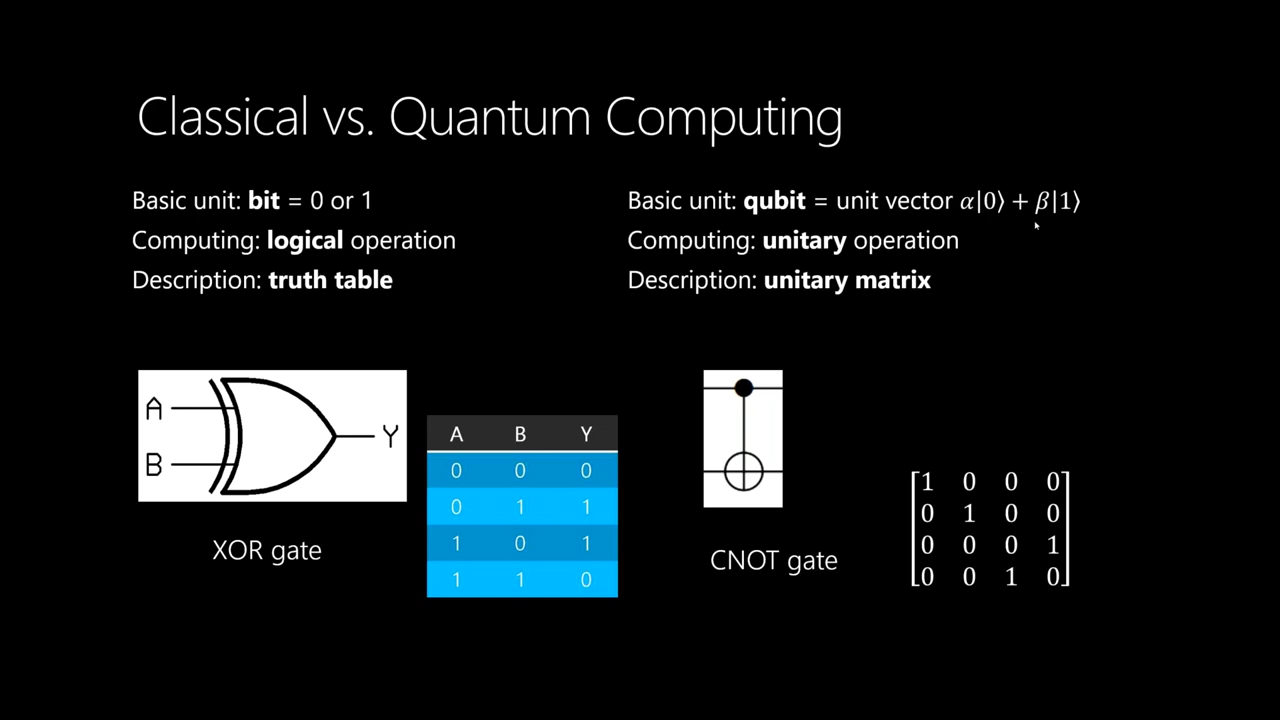 Classical vs. Quantum Computing
Basic unit: bit = 0 or 1
Computing: logical operation
Description: truth table
Basic unit: qubit = unit vector α|0⟩ + β|1⟩
Computing: unitary operation
Description: unitary matrix
A
B
Y
XOR gate
A B Y
0 0 0
0 1 1
1 0 1
1 1 0
CNOT gate
1 0 0 0
0 1 0 0
0 0 0 1
0 0 1 0